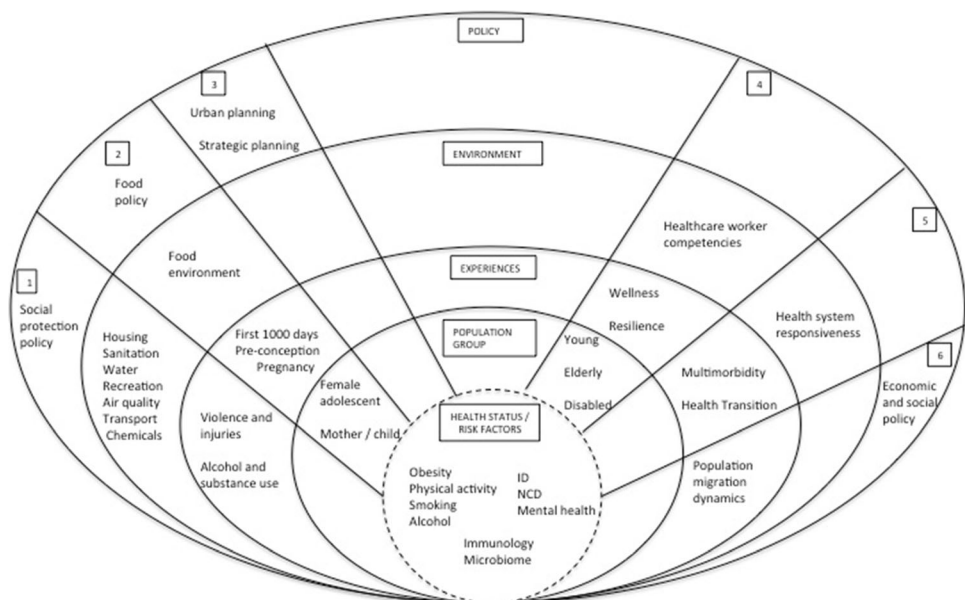 POLICY
3
Urban planning
Strategic planning
4
2
Food
policy
ENVIRONMENT
5
Healthcare worker
competencies
Food
environment
EXPERIENCES
1
Social
protection
policy
Wellness
Resilience
Health system
responsiveness
Housing
Sanitation
Water
Recreation
Air quality
Transport
Chemicals
First 1000 days
Pre-conception
Pregnancy
POPULATION
GROUP
Young
Elderly
Disabled
6
Economic
and social
policy
Female
adolescent
Mother / child
Multimorbidity
Health Transition
Violence and
injuries
Alcohol and
substance use
HEALTH STATUS /
RISK FACTORS
Population
migration
dynamics
Obesity
Physical activity
Smoking
Alcohol
ID
NCD
Mental health
Immunology
Microbiome